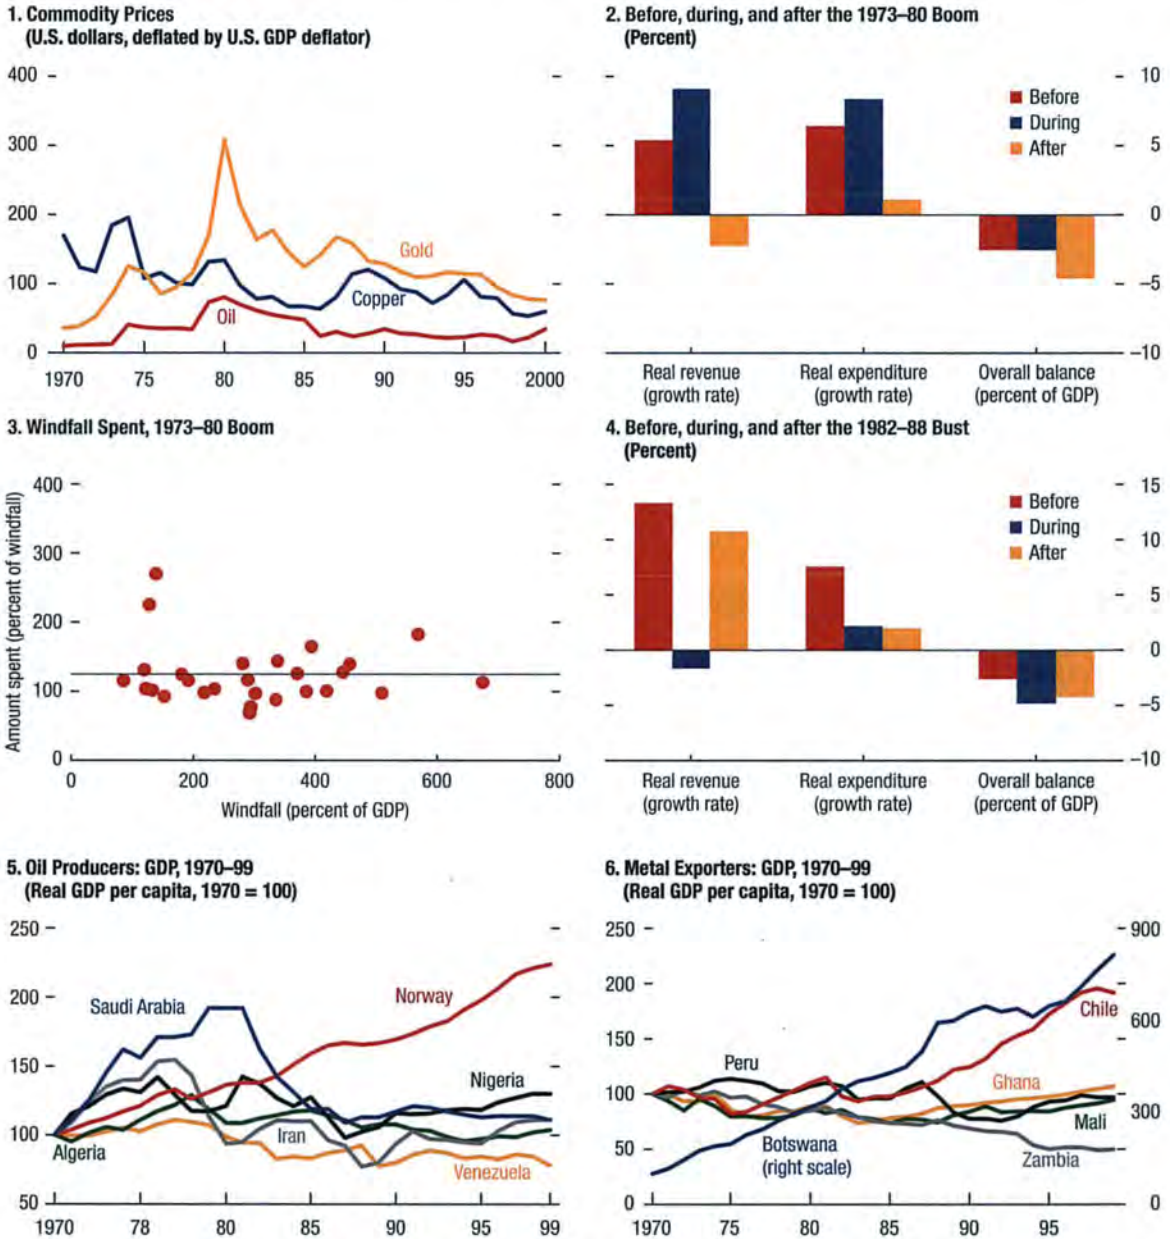 1. Commodity Prices
(U.S. dollars, deflated by U.S. GDP deflator)
400
300
200
100
0
Gold
Copper
Oil
1970 75 80 85 90 95 2000
2. Before, during, and after the 1973–80 Boom
(Percent)
10
5
0
–5
–10
Before
During
After
Real revenue Real expenditure Overall balance
(growth rate) (growth rate) (percent of GDP)
3. Windfall Spent, 1973–80 Boom
Amount spent (percent of windfall)
400
300
200
100
0
0 200 400 600 800
Windfall (percent of GDP)
4. Before, during, and after the 1982–88 Bust
(Percent)
15
10
5
0
–5
–10
Before
During
After
Real revenue Real expenditure Overall balance
(growth rate) (growth rate) (percent of GDP)
5. Oil Producers: GDP, 1970–99
(Real GDP per capita, 1970 = 100)
250
200
150
100
50
Saudi Arabia
Norway
Nigeria
Iran
Algeria
Venezuela
1970 78 80 85 90 95 99
6. Metal Exporters: GDP, 1970–99
(Real GDP per capita, 1970 = 100)
250
200
150
100
50
0
900
600
300
0
Chile
Peru
Ghana
Mali
Botswana
(right scale)
Zambia
1970 75 80 85 90 95